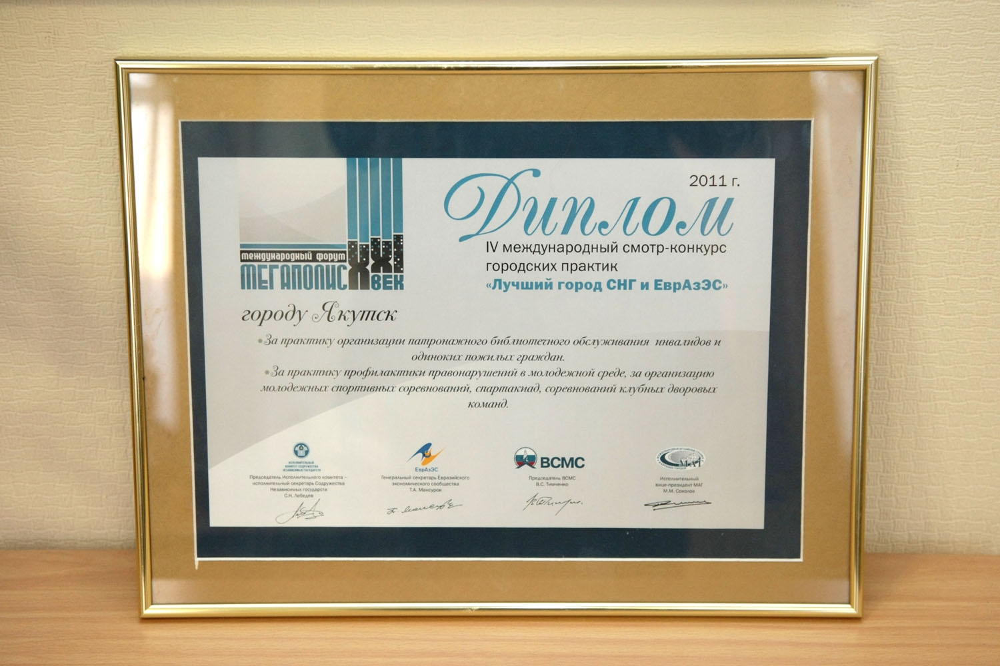 2011 г.
Диплом
международный форум
МЕГАПОЛИС XXI ВЕК
IV международный смотр-конкурс
городских практик
«Лучший город СНГ и ЕврАзЭС»
городу Якутск
•За практику организации патронажного библиотечного обслуживания инвалидов и
одиноких пожилых граждан.
•За практику профилактики правонарушений в молодежной среде, за организацию
молодежных спортивных соревнований, спартакиад, соревнований клубных дворовых
команд.
ИСПОЛНИТЕЛЬНЫЙ
КОМИТЕТ СОДРУЖЕСТВА
НЕЗАВИСИМЫХ ГОСУДАРСТВ
Председатель Исполнительного комитета –
исполнительный секретарь Содружества
Независимых государств
С.Н. Лебедев
ЕврАзЭС
Генеральный секретарь Евразийского
экономического сообщества
Т.А. Мансуров
ВСМС
Председатель ВСМС
В.С. Тимченко
МАГ
Исполнительный
вице-президент МАГ
М.М. Соколов